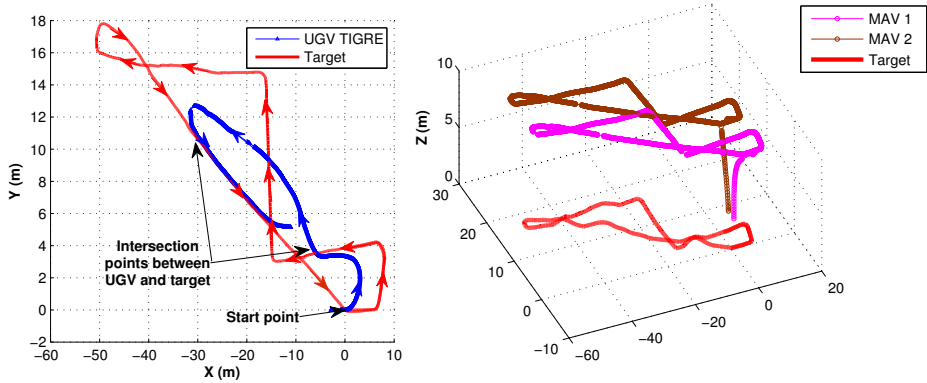 18
16
14
12
10
8
6
4
2
0
−2
Y (m)
UGV TIGRE
Target
Intersection
points between
UGV and target
Start point
−60 −50 −40 −30 −20 −10 0 10
X (m)
MAV 1
MAV 2
Target
10
5
0
Z (m)
30
20
10
0
−10
−60
−40
−20
0
20